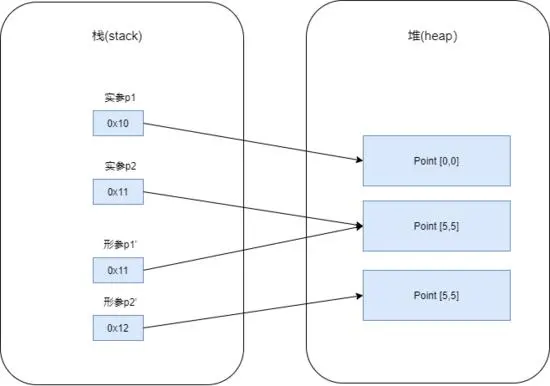 栈(stack)
堆(heap)
实参p1
0x10
Point [0,0]
实参p2
0x11
Point [5,5]
形参p1'
0x11
Point [5,5]
形参p2'
0x12